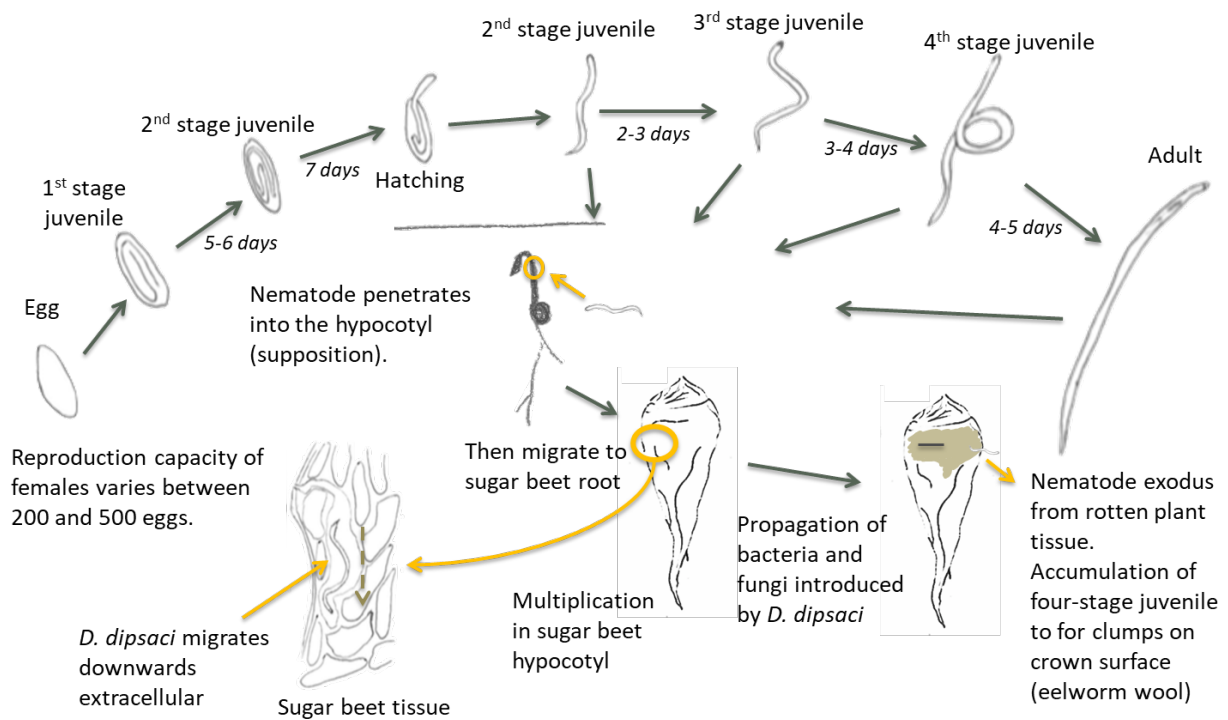 2nd stage juvenile
3rd stage juvenile
4th stage juvenile
2nd stage juvenile
2-3 days
3-4 days
Adult
7 days
Hatching
1st stage
juvenile
5-6 days
4-5 days
Egg
Nematode penetrates
into the hypocotyl
(supposition).
Reproduction capacity of
females varies between
200 and 500 eggs.
Then migrate to
sugar beet root
Nematode exodus
from rotten plant
tissue.
Accumulation of
four-stage juvenile
to for clumps on
crown surface
(eelworm wool)
Propagation of
bacteria and
fungi introduced
by D. dipsaci
Multiplication
in sugar beet
hypocotyl
D. dipsaci migrates
downwards
extracellular
Sugar beet tissue